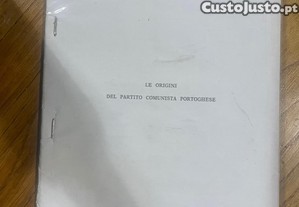 CustoJusto.pt
LE ORIGINI
DEL PARTITO COMUNISTA PORTOGHESE